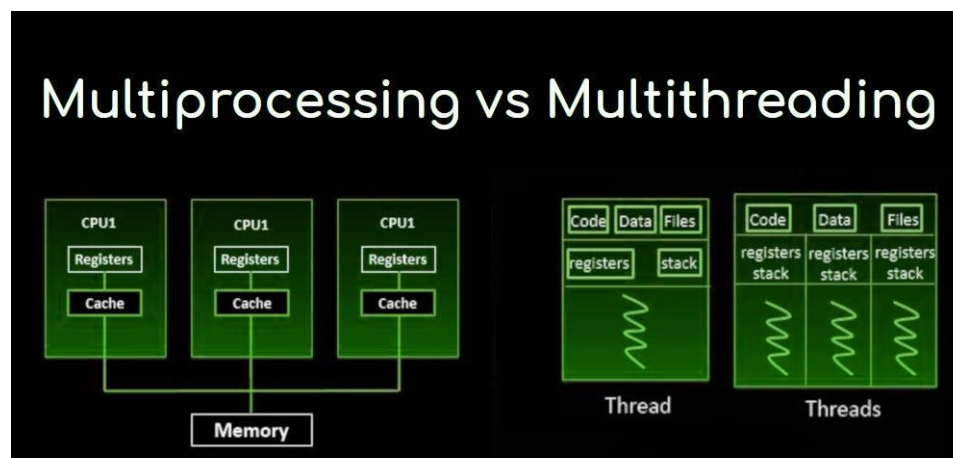 Multiprocessing vs Multithreading
CPU1
Registers
Cache
CPU1
Registers
Cache
CPU1
Registers
Cache
Memory
Code Data Files
registers stack
Thread
Code Data Files
registers registers registers
stack stack stack
Threads